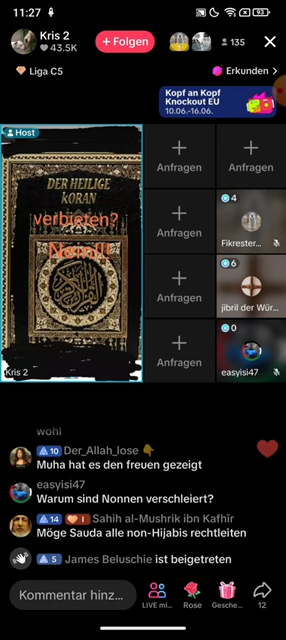 11:27
93
Kris 2
43.5K
+ Folgen
135
Liga C5
Erkunden >
Kopf an Kopf
Knockout EU
10.06.-16.06.
Host
DER HEILIGE
KORAN
verbieten?
Nein!!!
Kris 2
Anfragen
Anfragen
Anfragen
Anfragen
Anfragen
4
Fikrester...
6
jibril der Wür...
0
easyisi47
wohl
10 Der_Allah_lose
Muha hat es den freuen gezeigt
easyisi47
Warum sind Nonnen verschleiert?
14 I Sahih al-Mushrik ibn Kafhīr
Möge Sauda alle non-Hijabis rechtleiten
5 James Beluschie ist beigetreten
Kommentar hinz...
LIVE mi...
Rose
Gesche...
12